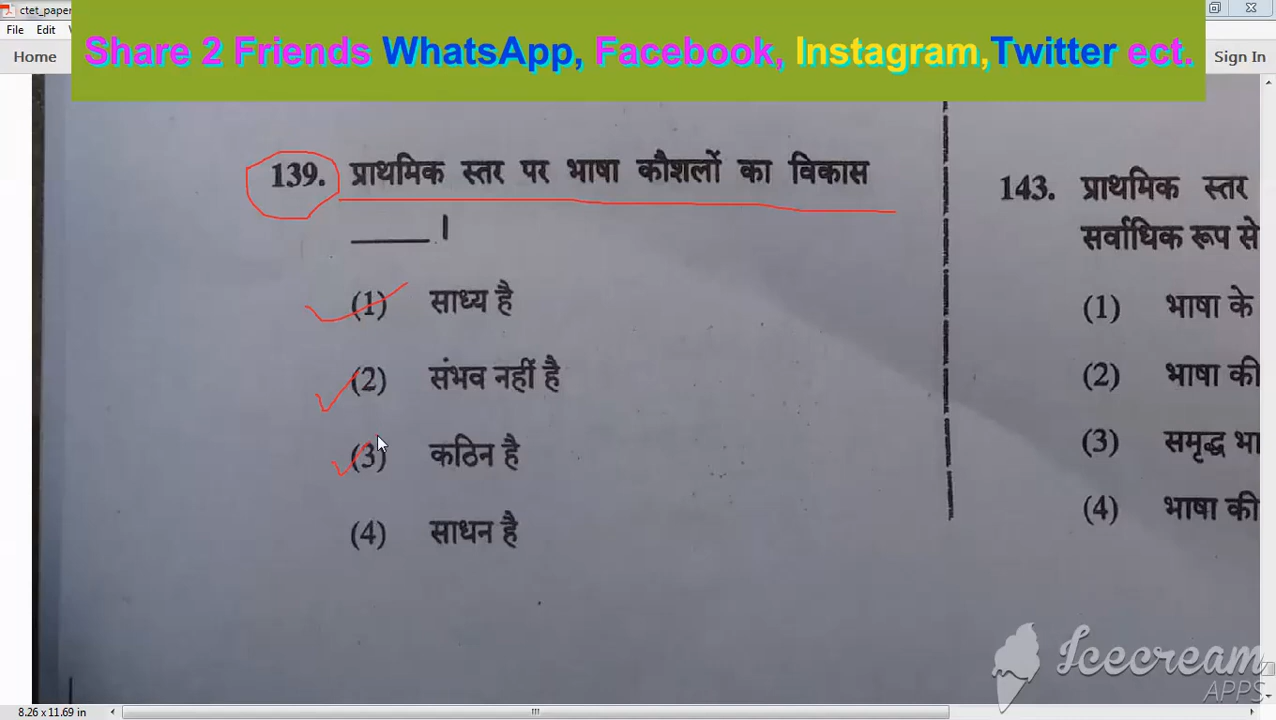 ctet_pape
Share 2 Friends WhatsApp, Facebook, Instagram,Twitter ect.
File Edit
Home
Sign In
139. प्राथमिक स्तर पर भाषा कौशलों का विकास
_____ ।
(1) साध्य है
(2) संभव नहीं है
(3) कठिन है
(4) साधन है
143. प्राथमिक स्तर
सर्वाधिक रूप से
(1) भाषा के
(2) भाषा की
(3) समृद्ध भा
(4) भाषा की
Icecream
APPS
8.26 x 11.69 in